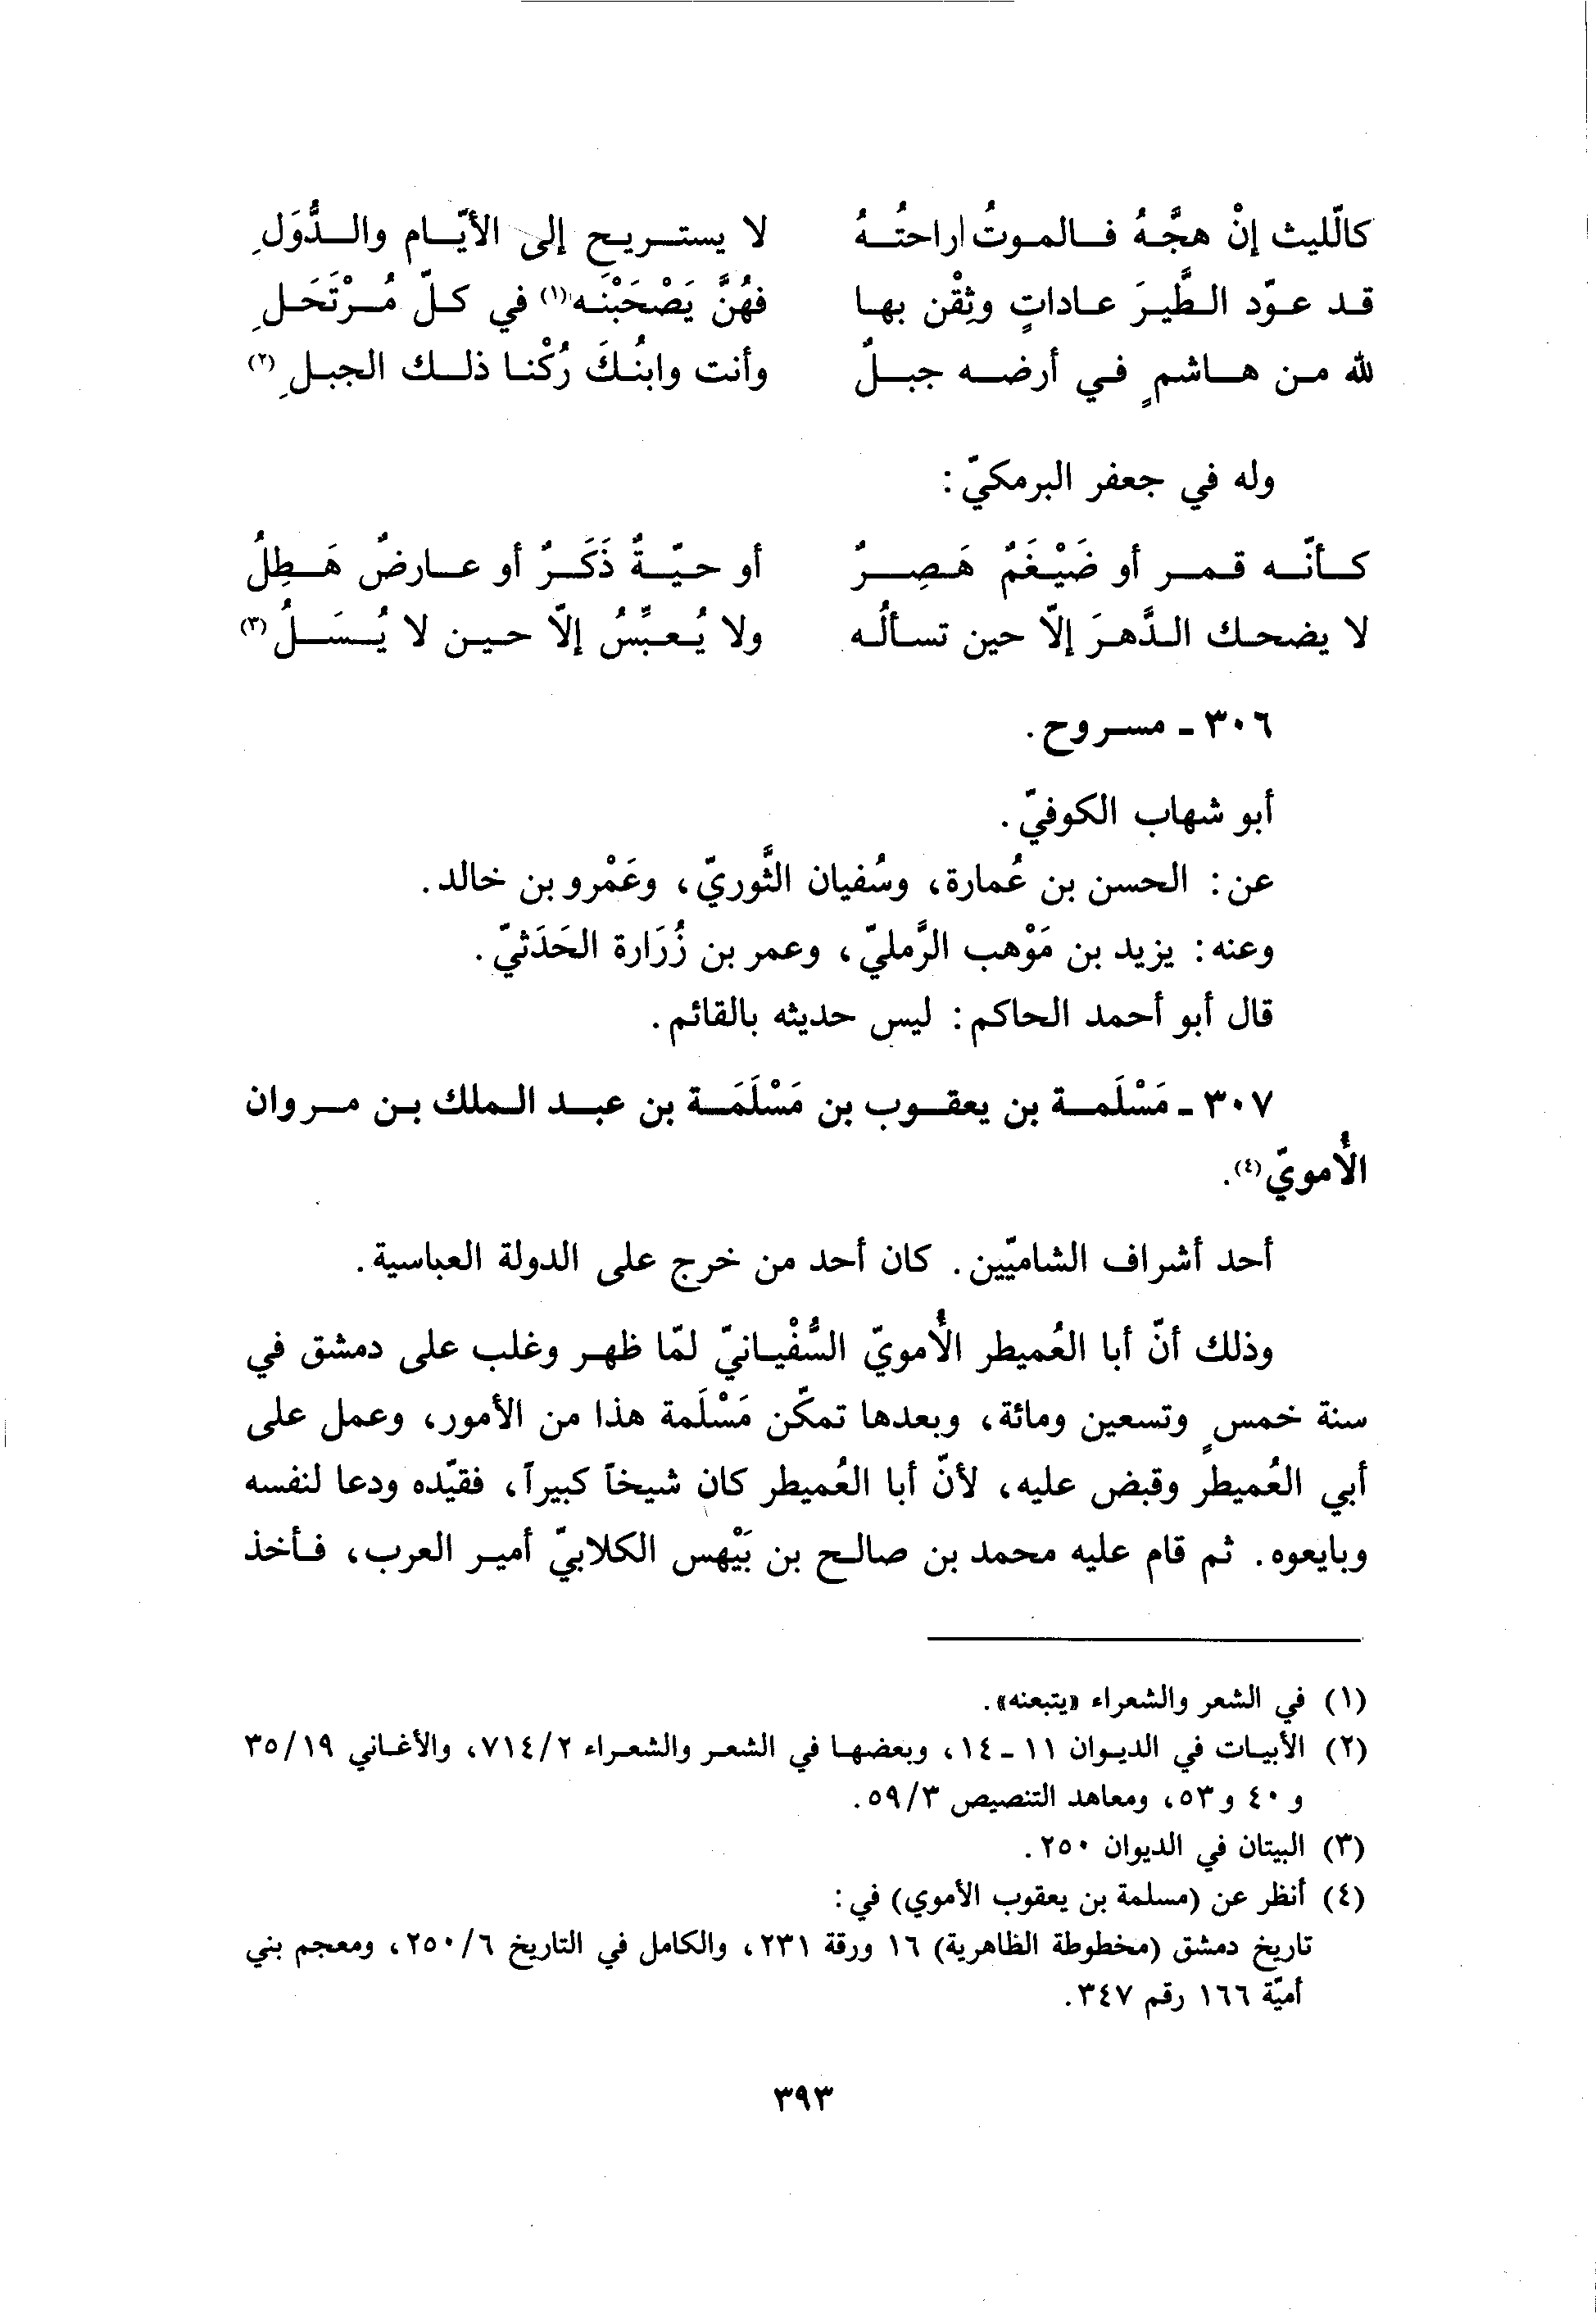 كالّليث إنْ هجَّهُ فالموتُ راحتُهُ لا يستريح إلى الأيّام والدُّوَلِ
قد عوّد الطَّيرَ عاداتٍ وثِقْن بها فهُنَّ يَصْحَبْنَه(١) في كلّ مُرْتَحَلِ
لله من هاشمٍ في أرضه جبلٌ وأنت وابنُكَ رُكْنا ذلك الجبلِ(٢)
وله في جعفر البرمكيّ:
كأنّه قمر أو ضَيْغَمٌ هَصِرٌ أو حيّةٌ ذَكَرٌ أو عارضٌ هَطِلُ
لا يضحك الدَّهرَ إلّا حين تسألُه ولا يُعبِّسُ إلّا حين لا يُسَلُ(٣)
٣٠٦ ـ مسروح.
أبو شهاب الكوفيّ.
عن: الحسن بن عُمارة، وسُفيان الثَّوريّ، وعَمْرو بن خالد.
وعنه: يزيد بن مَوْهب الرَّمليّ، وعمر بن زُرَارة الحَدَثيّ.
قال أبو أحمد الحاكم: ليس حديثه بالقائم.
٣٠٧ ـ مَسْلَمة بن يعقوب بن مَسْلَمَة بن عبد الملك بن مروان
الأُمويّ(٤).
أحد أشراف الشاميّين. كان أحد من خرج على الدولة العباسية.
وذلك أنّ أبا العُميطر الأُمويّ السُّفْيانيّ لمّا ظهر وغلب على دمشق في
سنة خمسٍ وتسعين ومائة، وبعدها تمكّن مَسْلَمة هذا من الأمور، وعمل على
أبي العُميطر وقبض عليه، لأنّ أبا العُميطر كان شيخاً كبيراً، فقيّده ودعا لنفسه
وبايعوه. ثم قام عليه محمد بن صالح بن بَيْهس الكلابيّ أمير العرب، فأخذ
(١) في الشعر والشعراء «يتبعنه».
(٢) الأبيات في الديوان ١١ ـ ١٤، وبعضها في الشعر والشعراء ٢/٧١٤، والأغاني ١٩/٣٥
و ٤٠ و٥٣، ومعاهد التنصيص ٣/٥٩.
(٣) البيتان في الديوان ٢٥٠.
(٤) أنظر عن (مسلمة بن يعقوب الأموي) في:
تاريخ دمشق (مخطوطة الظاهرية) ١٦ ورقة ٢٣١، والكامل في التاريخ ٦/٢٥٠، ومعجم بني
أميّة ١٦٦ رقم ٣٤٧.
٣٩٣